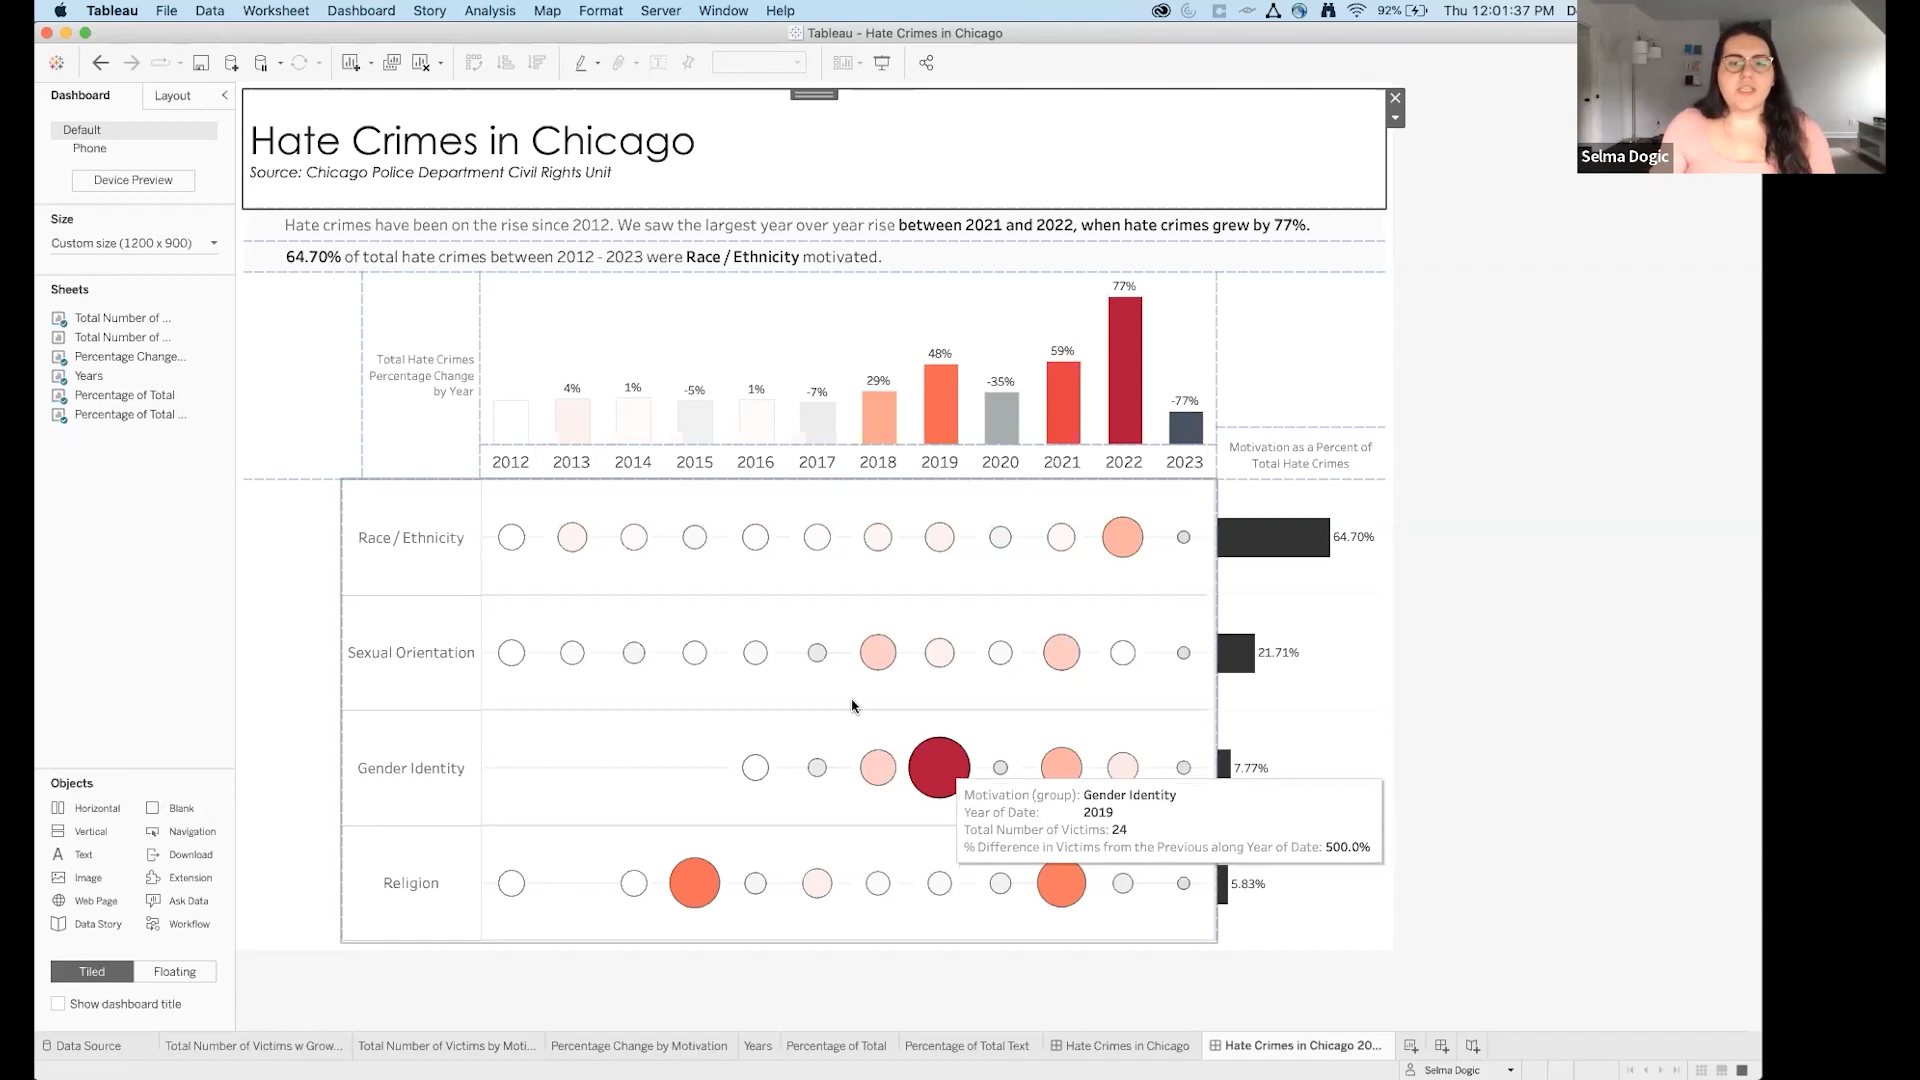 Tableau File Data Worksheet Dashboard Story Analysis Map Format Server Window Help 92% Thu 12:01:37 PM
Tableau - Hate Crimes in Chicago
Selma Dogic
Dashboard Layout
Default
Phone
Device Preview
Size
Custom size (1200 x 900)
Sheets
Total Number of ...
Total Number of ...
Percentage Change...
Years
Percentage of Total
Percentage of Total ...
Objects
Horizontal Blank
Vertical Navigation
Text Download
Image Extension
Web Page Ask Data
Data Story Workflow
Tiled Floating
Show dashboard title
Hate Crimes in Chicago
Source: Chicago Police Department Civil Rights Unit
Hate crimes have been on the rise since 2012. We saw the largest year over year rise between 2021 and 2022, when hate crimes grew by 77%.
64.70% of total hate crimes between 2012 - 2023 were Race / Ethnicity motivated.
Total Hate Crimes
Percentage Change
by Year
4% 1% -5% 1% -7% 29% 48% -35% 59% 77% -77%
2012 2013 2014 2015 2016 2017 2018 2019 2020 2021 2022 2023
Motivation as a Percent of
Total Hate Crimes
Race / Ethnicity 64.70%
Sexual Orientation 21.71%
Gender Identity 7.77%
Motivation (group): Gender Identity
Year of Date: 2019
Total Number of Victims: 24
% Difference in Victims from the Previous along Year of Date: 500.0%
Religion 5.83%
Data Source Total Number of Victims w Grow... Total Number of Victims by Moti... Percentage Change by Motivation Years Percentage of Total Percentage of Total Text Hate Crimes in Chicago Hate Crimes in Chicago 20...
Selma Dogic